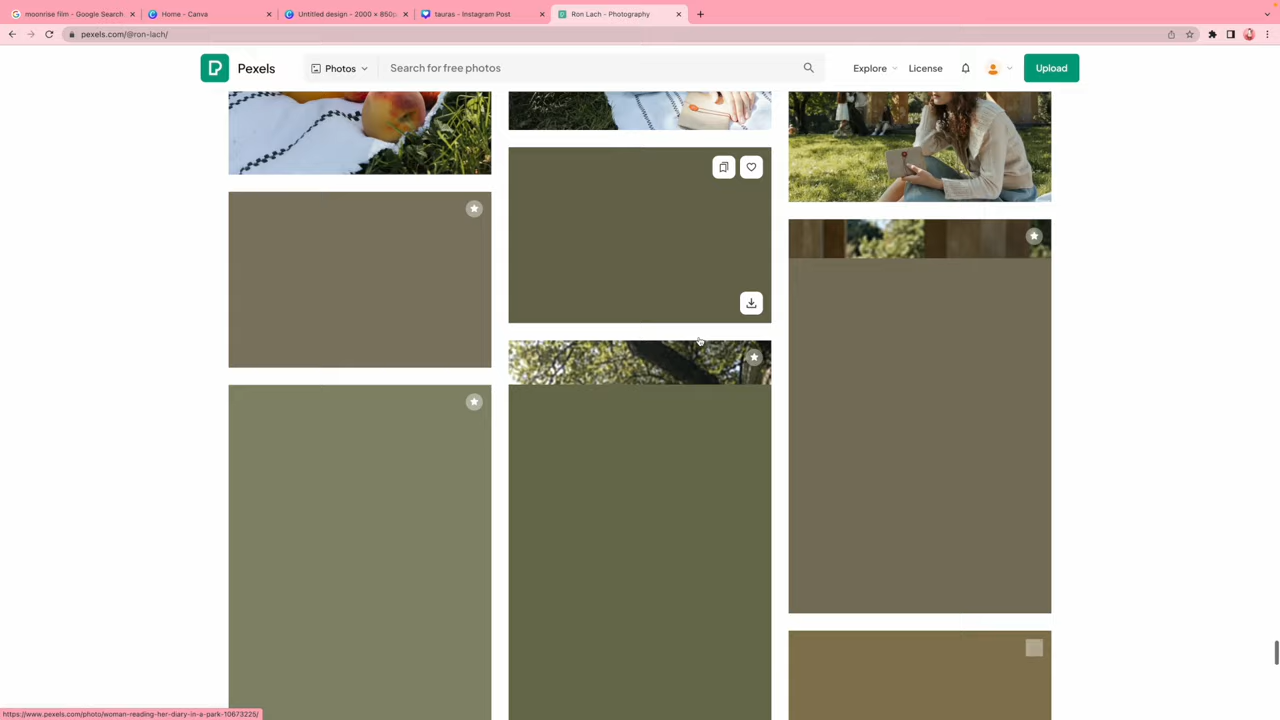 moonrise film - Google Search
Home - Canva
Untitled design - 2000 × 850p
tauras - Instagram Post
Ron Lach - Photography
pexels.com/@ron-lach/
Pexels
Photos
Search for free photos
Explore
License
Upload
https://www.pexels.com/photo/woman-reading-her-diary-in-a-park-10673225/